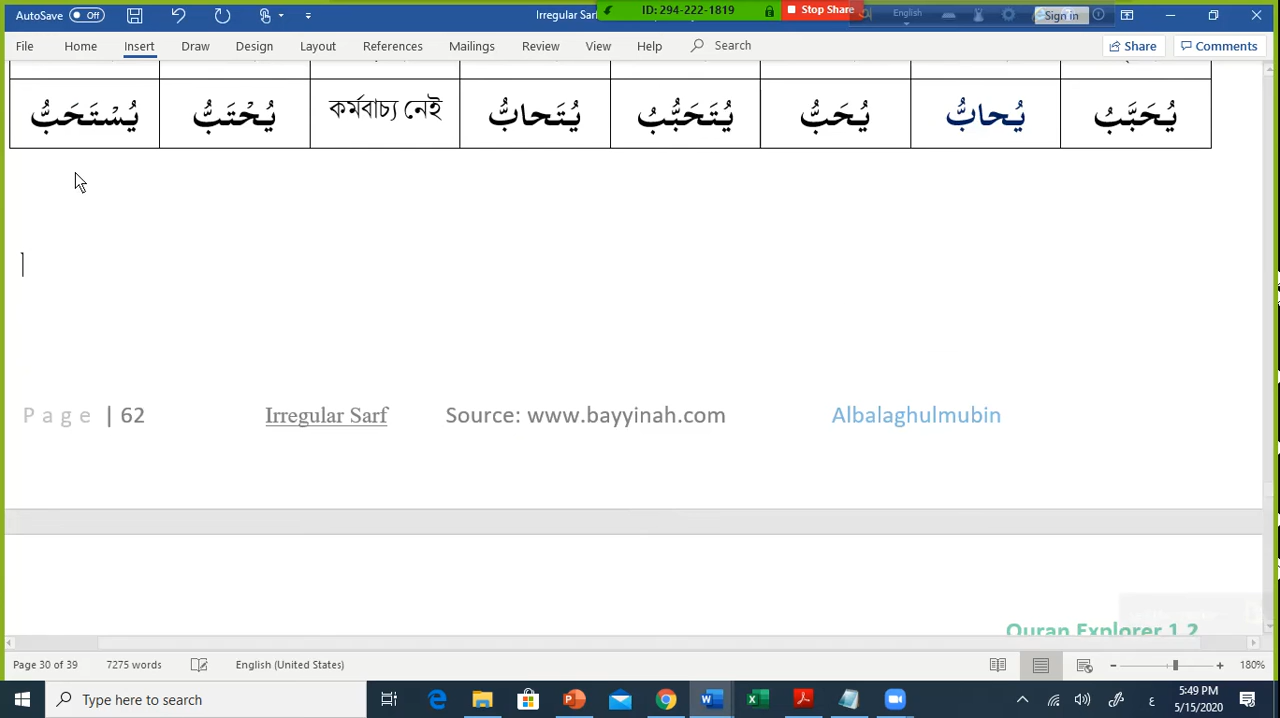 AutoSave Off Irregular Sarf ID: 294-222-1819 Stop Share English Sign in
File Home Insert Draw Design Layout References Mailings Review View Help Search Share Comments
يُحَبَّبُ يُحابُّ يُحَبُّ يُتَحَبُّبُ يُتَحابُّ কর্মবাচ্য নেই يُحْتَبُّ يُسْتَحَبُّ
Page | 62 Irregular Sarf Source: www.bayyinah.com Albalaghulmubin
Quran Explorer 1.2
Page 30 of 39 7275 words English (United States) 180%
Type here to search ع 5:49 PM
5/15/2020